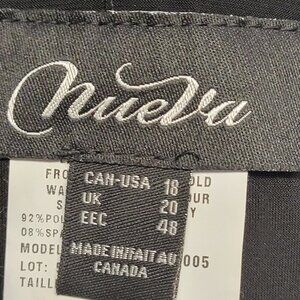 nueva
CAN-USA 18
UK 20
EEC 48
MADE IN/FAIT AU
CANADA
92% PO
08% SP
MODEL 005
LOT:
TAILL